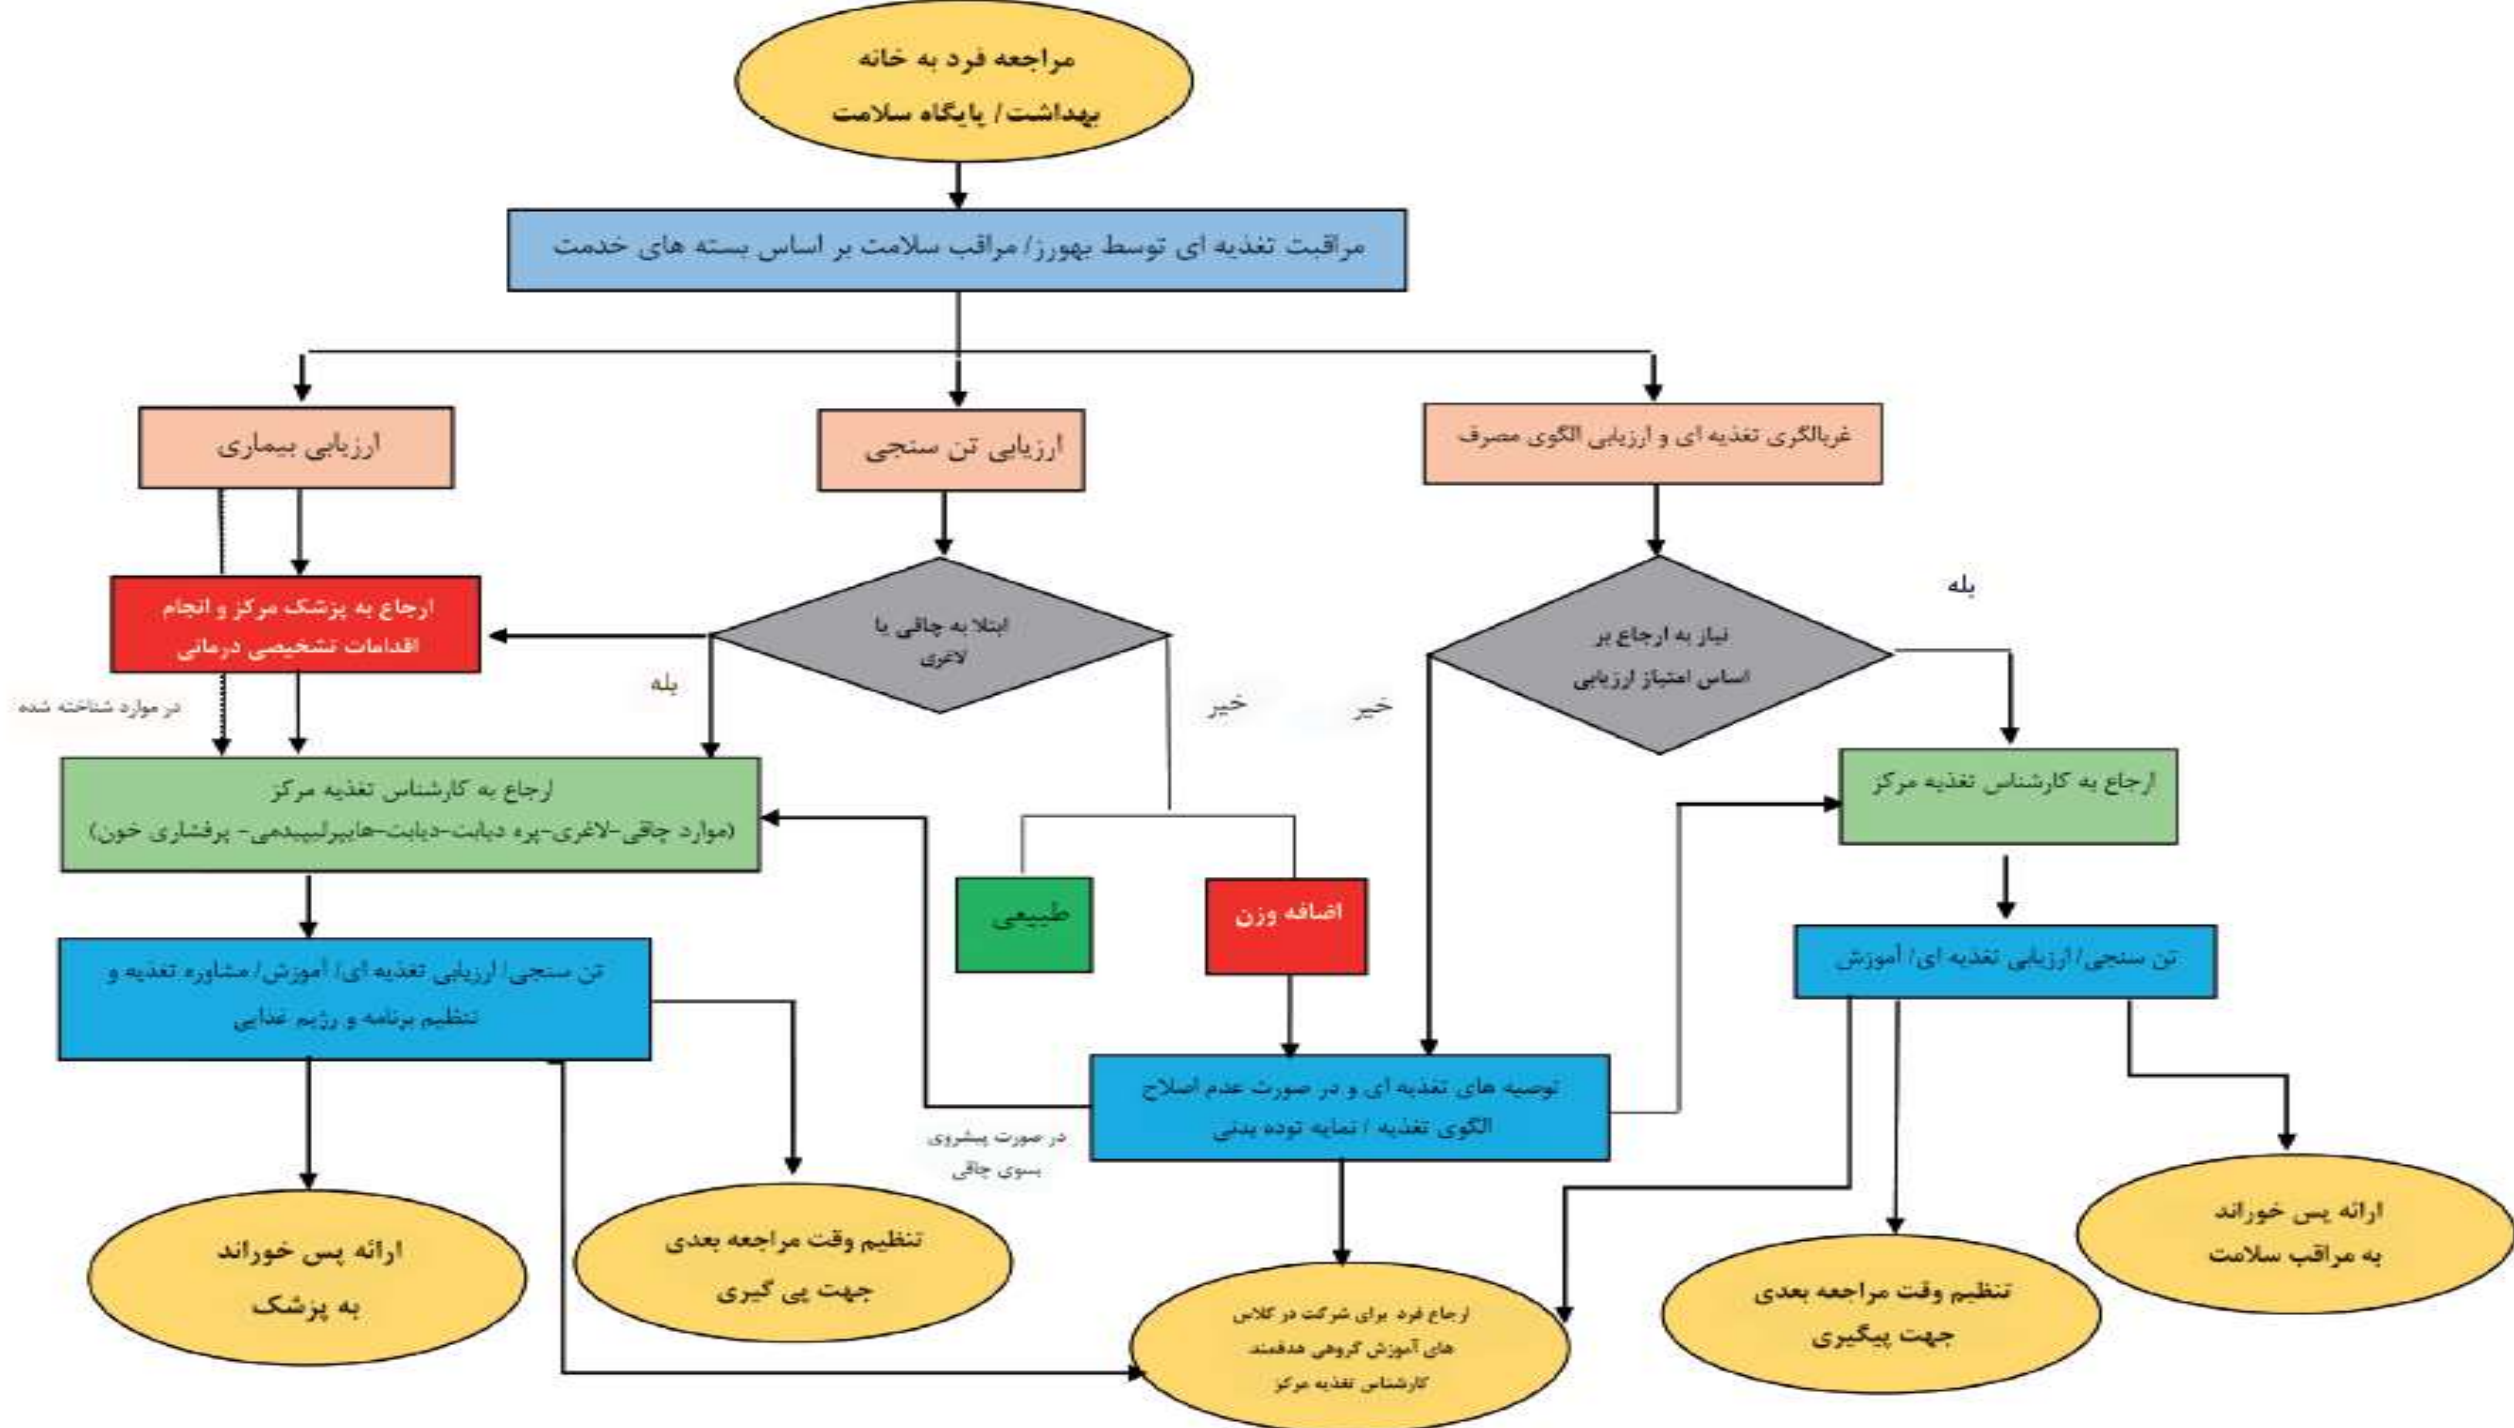 مراجعه فرد به خانه
بهداشت/ پایگاه سلامت
مراقبت تغذیه ای توسط بهورز/ مراقب سلامت بر اساس بسته های خدمت
غربالگری تغذیه ای و ارزیابی الگوی مصرف
ارزیابی تن سنجی
ارزیابی بیماری
بله
نیاز به ارجاع بر
اساس امتیاز ارزیابی
خیر
ابتلا به چاقی یا
لاغری
خیر
بله
ارجاع به پزشک مرکز و انجام
اقدامات تشخیصی درمانی
در موارد شناخته شده
ارجاع به کارشناس تغذیه مرکز
ارجاع به کارشناس تغذیه مرکز
(موارد چاقی-لاغری-پره دیابت-دیابت-هایپرلیپیدمی- پرفشاری خون)
اضافه وزن
طبیعی
تن سنجی/ ارزیابی تغذیه ای/ آموزش
تن سنجی/ ارزیابی تغذیه ای/ آموزش/ مشاوره تغذیه و
تنظیم برنامه و رژیم غذایی
توصیه های تغذیه ای و در صورت عدم اصلاح
الگوی تغذیه / نمایه توده بدنی
در صورت پیشروی
بسوی چاقی
ارائه پس خوراند
به مراقب سلامت
تنظیم وقت مراجعه بعدی
جهت پیگیری
ارجاع فرد برای شرکت در کلاس
های آموزش گروهی هدفمند
کارشناس تغذیه مرکز
تنظیم وقت مراجعه بعدی
جهت پی گیری
ارائه پس خوراند
به پزشک